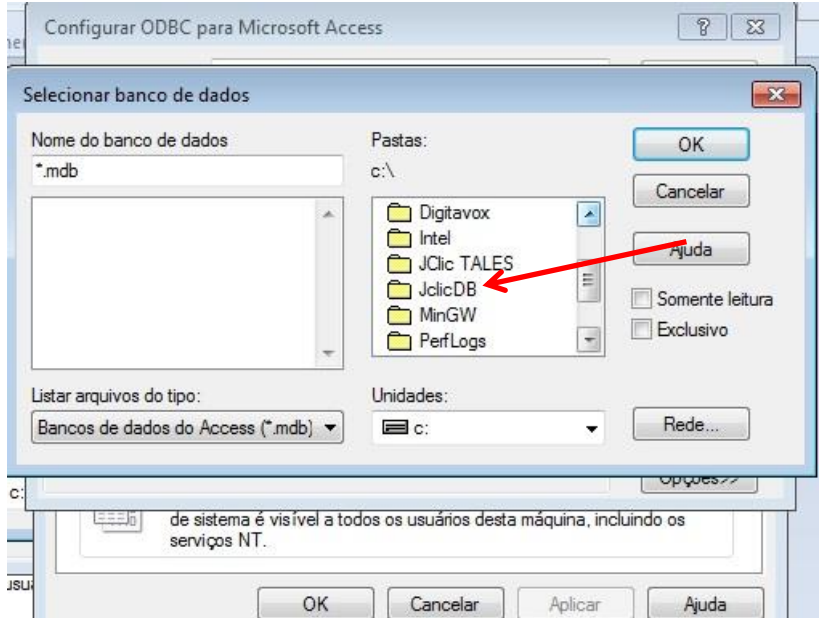 Configurar ODBC para Microsoft Access
Selecionar banco de dados
Nome do banco de dados
*.mdb
Pastas:
c:\
Digitavox
Intel
JClic TALES
JclicDB
MinGW
PerfLogs
OK
Cancelar
Ajuda
Somente leitura
Exclusivo
Listar arquivos do tipo:
Bancos de dados do Access (*.mdb)
Unidades:
c:
Rede...
Opções>>
c:
de sistema é visível a todos os usuários desta máquina, incluindo os
serviços NT.
OK
Cancelar
Aplicar
Ajuda